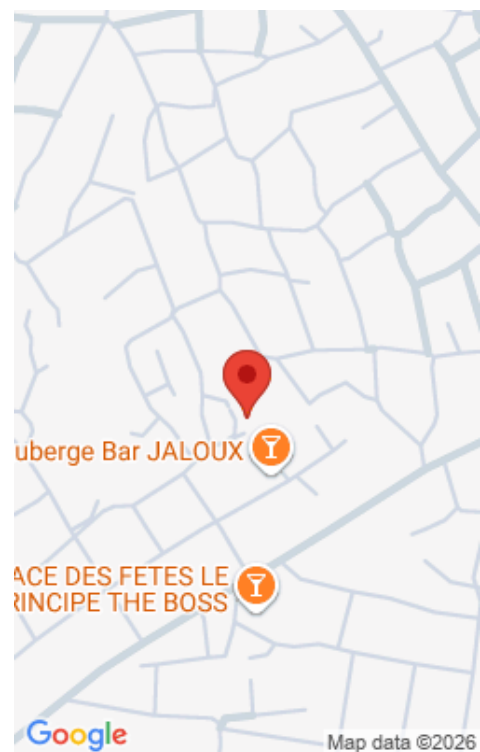 uberge Bar JALOUX
ACE DES FETES LE
RINCIPE THE BOSS
Google
Map data ©2026